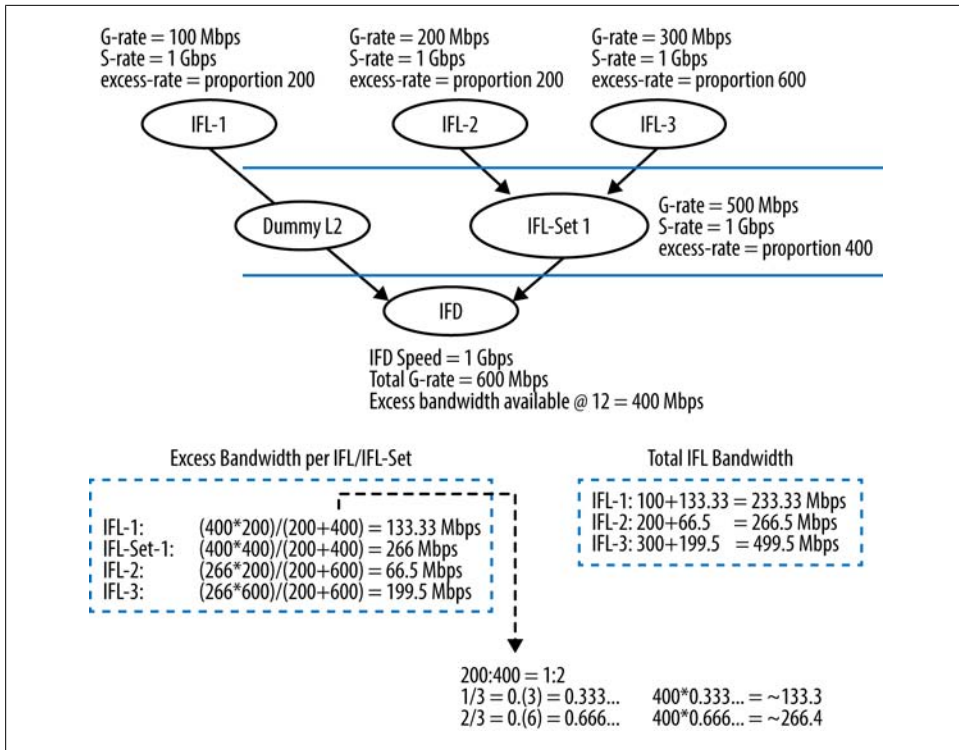 G-rate = 100 Mbps
S-rate = 1 Gbps
excess-rate = proportion 200
G-rate = 200 Mbps
S-rate = 1 Gbps
excess-rate = proportion 200
G-rate = 300 Mbps
S-rate = 1 Gbps
excess-rate = proportion 600
IFL-1
IFL-2
IFL-3
Dummy L2
IFL-Set 1
G-rate = 500 Mbps
S-rate = 1 Gbps
excess-rate = proportion 400
IFD
IFD Speed = 1 Gbps
Total G-rate = 600 Mbps
Excess bandwidth available @ 12 = 400 Mbps
Excess Bandwidth per IFL/IFL-Set
IFL-1: (400*200)/(200+400) = 133.33 Mbps
IFL-Set-1: (400*400)/(200+400) = 266 Mbps
IFL-2: (266*200)/(200+600) = 66.5 Mbps
IFL-3: (266*600)/(200+600) = 199.5 Mbps
Total IFL Bandwidth
IFL-1: 100+133.33 = 233.33 Mbps
IFL-2: 200+66.5 = 266.5 Mbps
IFL-3: 300+199.5 = 499.5 Mbps
200:400 = 1:2
1/3 = 0.(3) = 0.333... 400*0.333... = ~133.3
2/3 = 0.(6) = 0.666... 400*0.666... = ~266.4